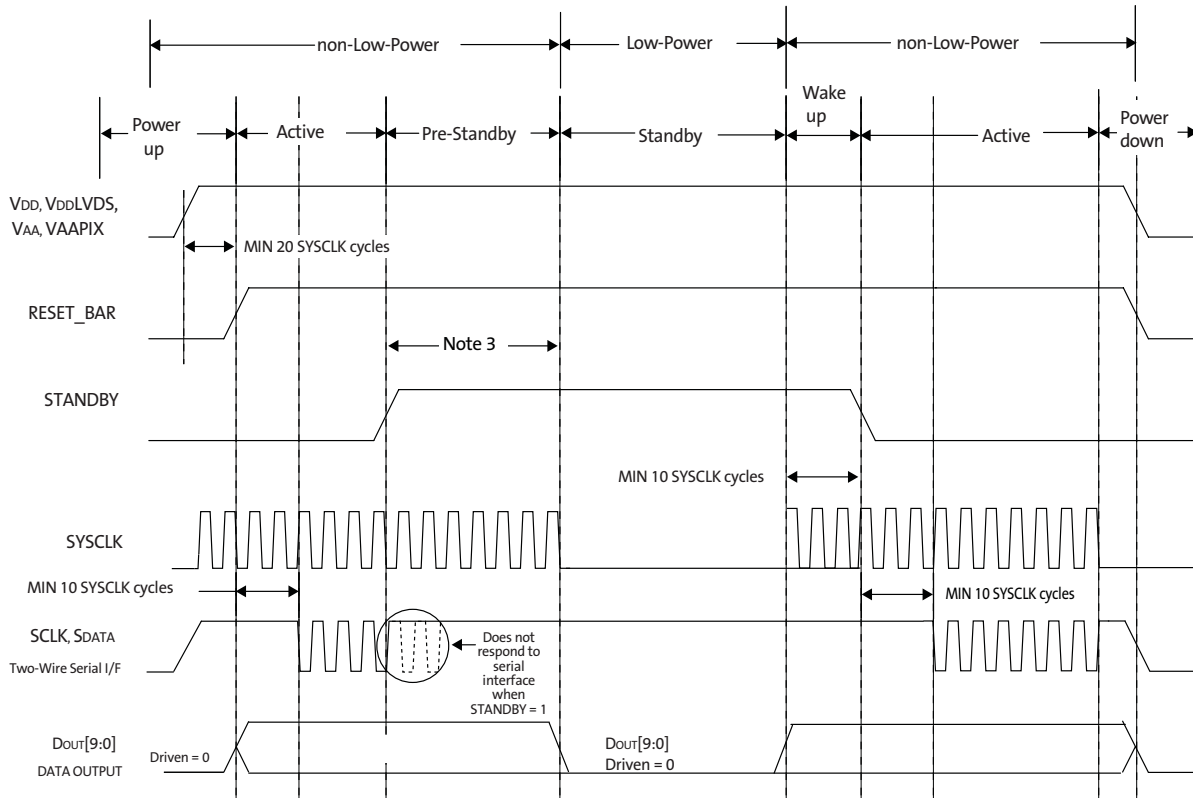 non-Low-Power
Low-Power
non-Low-Power
Power
up
Active
Pre-Standby
Standby
Wake
up
Active
Power
down
VDD, VDDLVDS,
VAA, VAAPIX
MIN 20 SYSCLK cycles
RESET_BAR
Note 3
STANDBY
MIN 10 SYSCLK cycles
SYSCLK
MIN 10 SYSCLK cycles
MIN 10 SYSCLK cycles
SCLK, SDATA
Two-Wire Serial I/F
Does not
respond to
serial
interface
when
STANDBY = 1
DOUT[9:0]
DATA OUTPUT
Driven = 0
DOUT[9:0]
Driven = 0